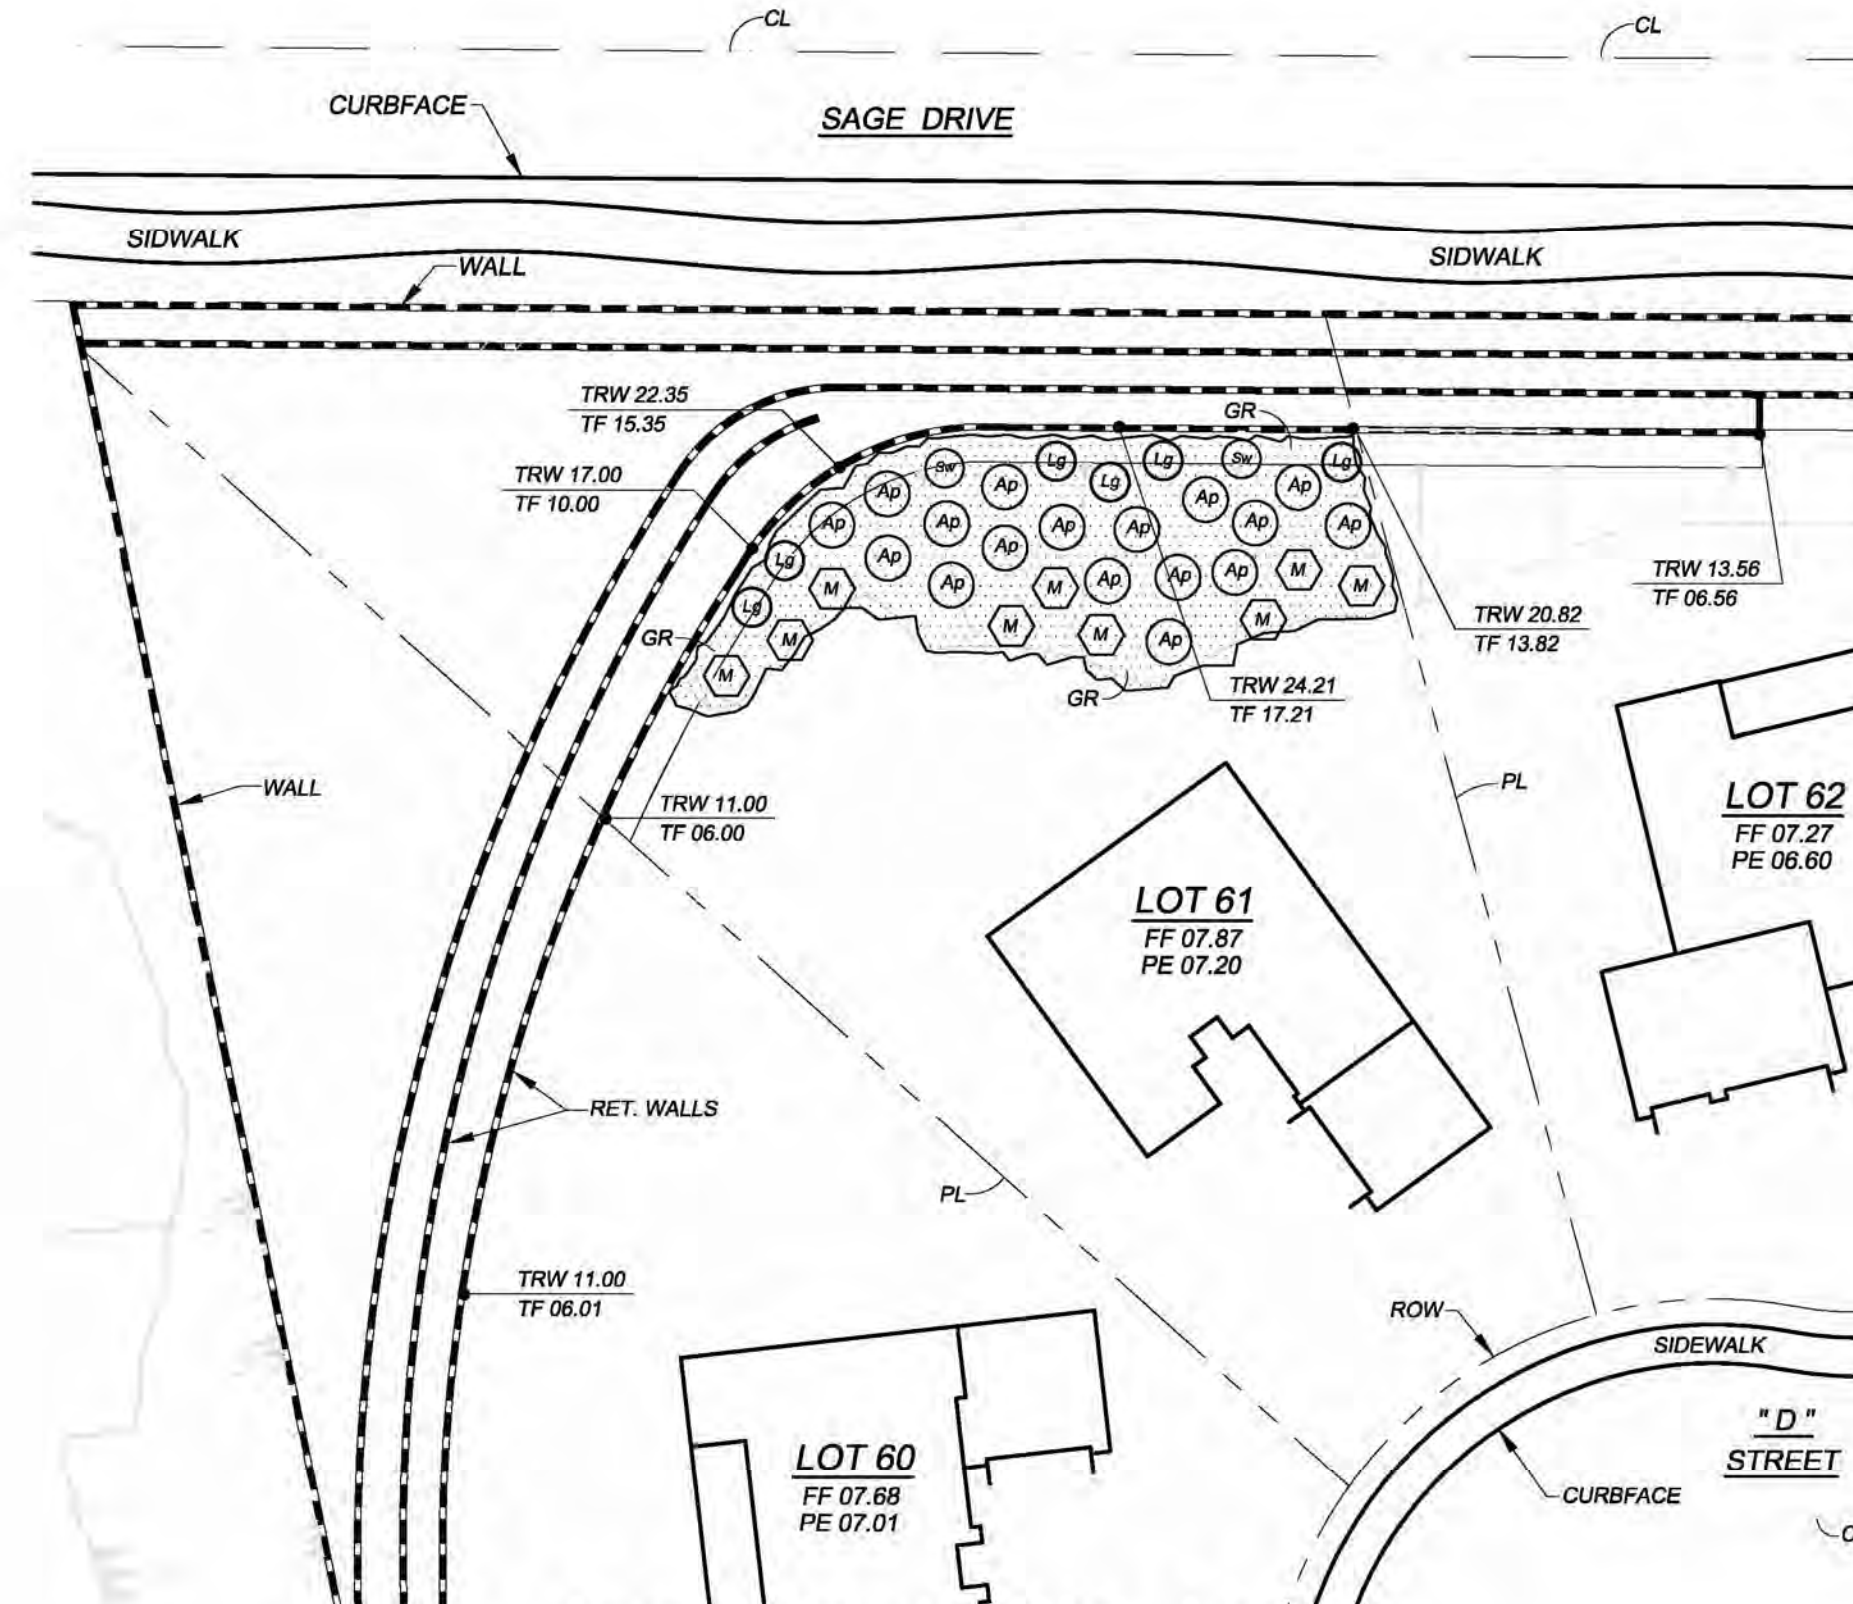 CL
CL
CURBFACE
SAGE DRIVE
SIDWALK
SIDWALK
WALL
TRW 22.35
TF 15.35
GR
TRW 17.00
TF 10.00
Sw
Lg
Lg
Sw
Lg
Lg
Ap
Ap
Ap
Ap
Ap
Ap
Ap
Ap
Ap
Ap
Lg
Ap
Ap
M
Ap
M
Ap
Ap
Ap
M
M
TRW 13.56
TF 06.56
Lg
M
M
M
Ap
M
TRW 20.82
TF 13.82
GR
M
GR
TRW 24.21
TF 17.21
WALL
TRW 11.00
TF 06.00
PL
LOT 62
FF 07.27
PE 06.60
LOT 61
FF 07.87
PE 07.20
RET. WALLS
PL
TRW 11.00
TF 06.01
ROW
SIDEWALK
"D"
STREET
LOT 60
FF 07.68
PE 07.01
CURBFACE